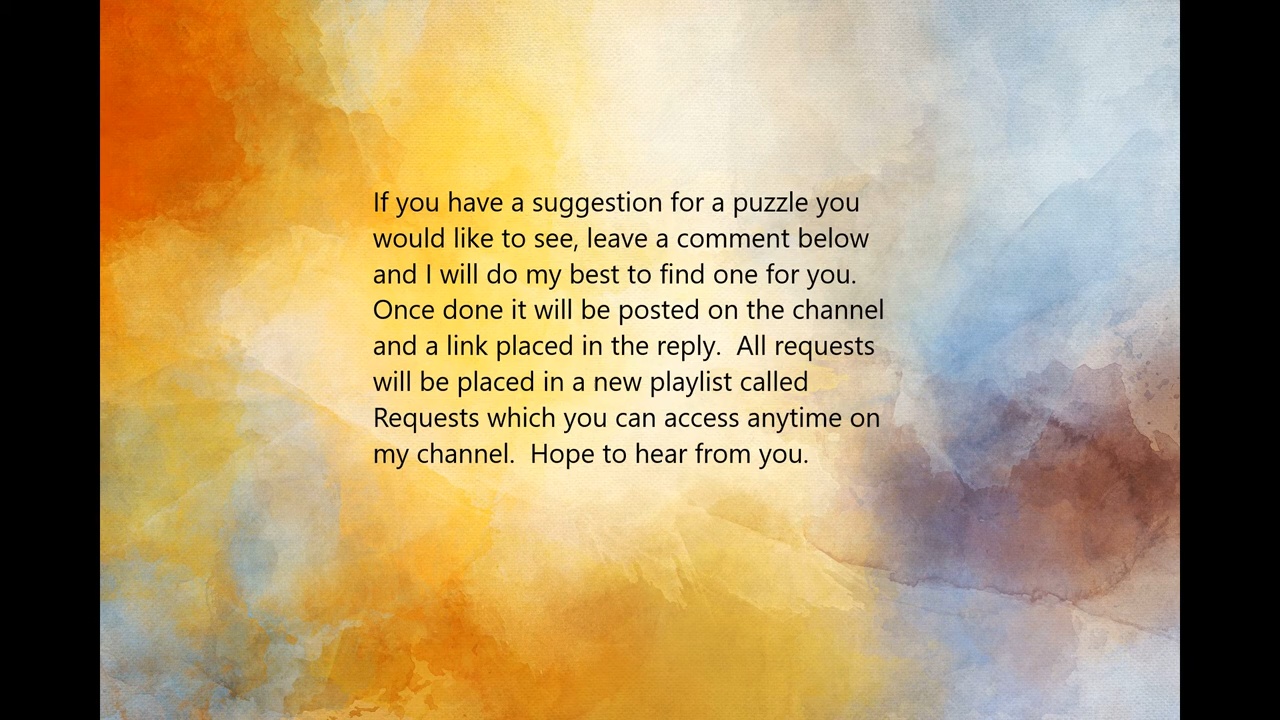 If you have a suggestion for a puzzle you
would like to see, leave a comment below
and I will do my best to find one for you.
Once done it will be posted on the channel
and a link placed in the reply.  All requests
will be placed in a new playlist called
Requests which you can access anytime on
my channel.  Hope to hear from you.